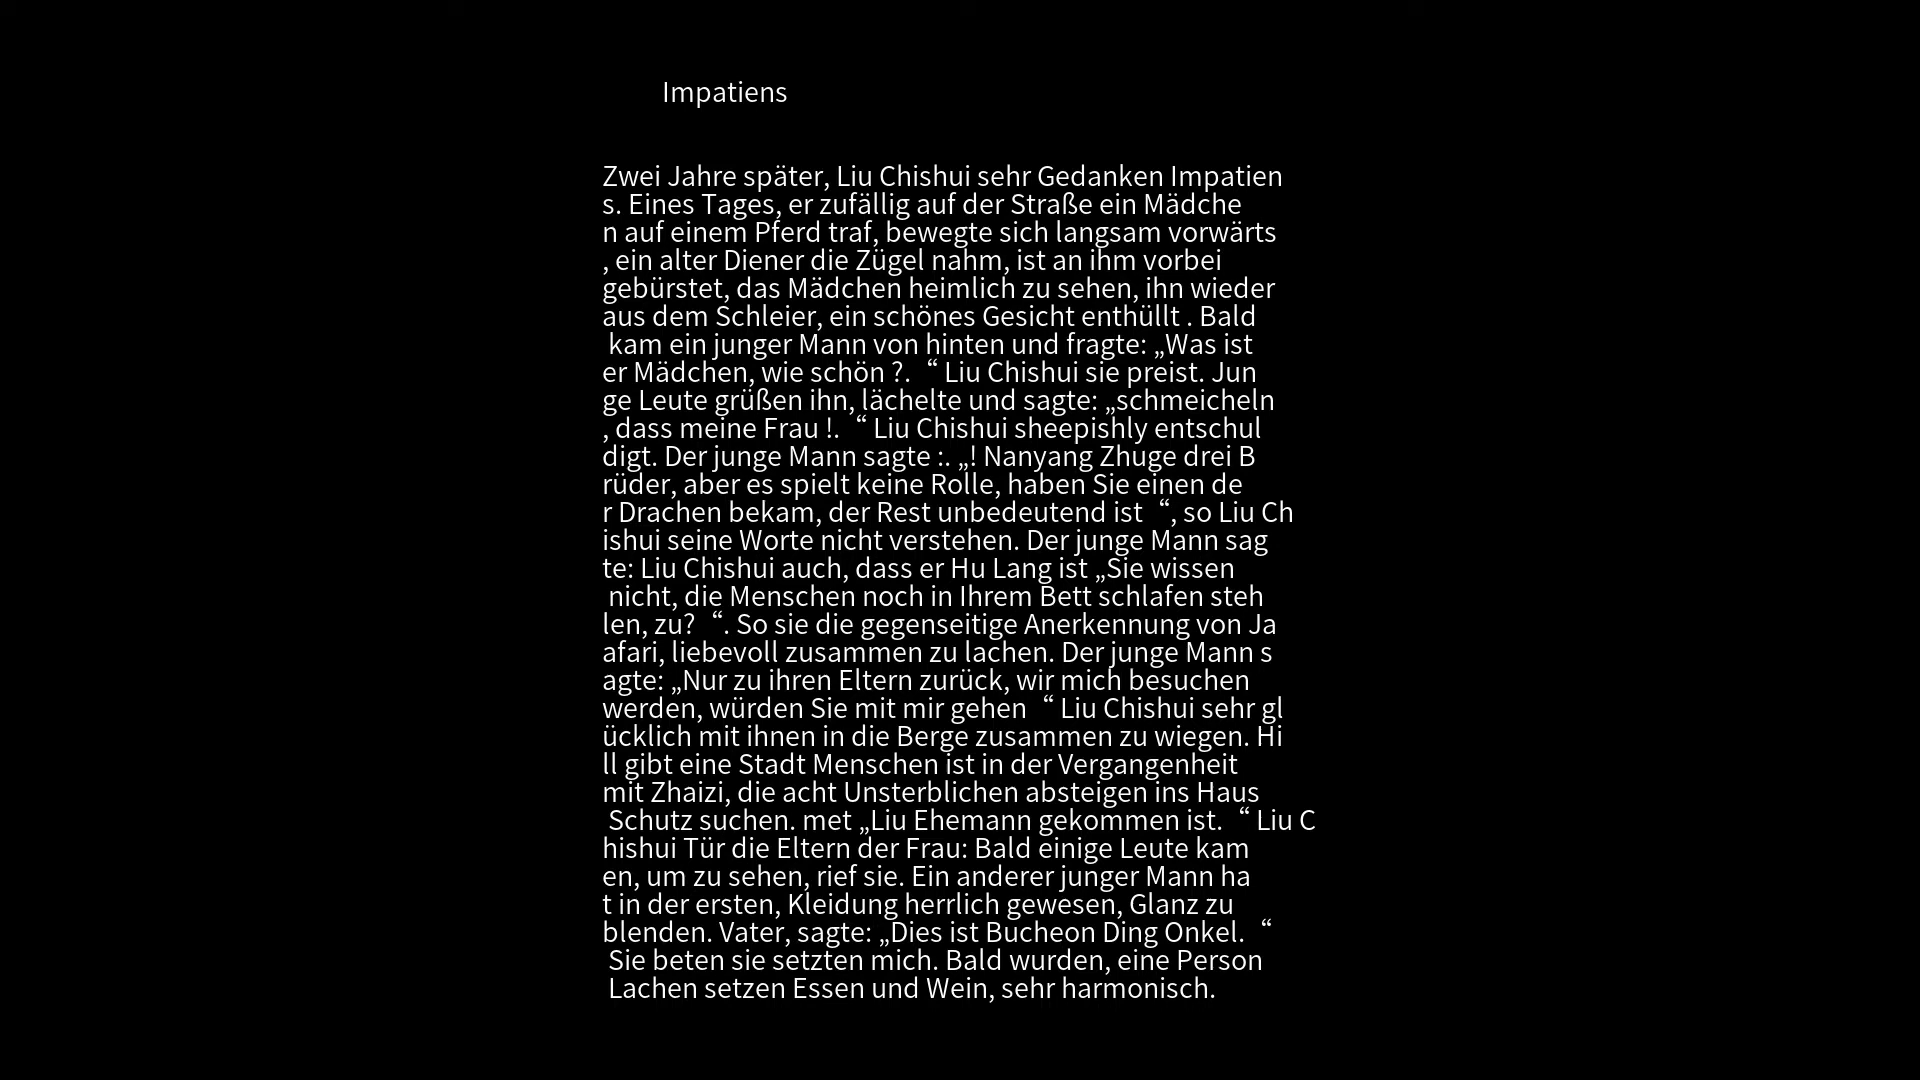 Impatiens
Zwei Jahre später, Liu Chishui sehr Gedanken Impatien
s. Eines Tages, er zufällig auf der Straße ein Mädche
n auf einem Pferd traf, bewegte sich langsam vorwärts
, ein alter Diener die Zügel nahm, ist an ihm vorbei
gebürstet, das Mädchen heimlich zu sehen, ihn wieder
aus dem Schleier, ein schönes Gesicht enthüllt . Bald
kam ein junger Mann von hinten und fragte: „Was ist
er Mädchen, wie schön ?. “ Liu Chishui sie preist. Jun
ge Leute grüßen ihn, lächelte und sagte: „schmeicheln
, dass meine Frau !. “ Liu Chishui sheepishly entschul
digt. Der junge Mann sagte :. „! Nanyang Zhuge drei B
rüder, aber es spielt keine Rolle, haben Sie einen de
r Drachen bekam, der Rest unbedeutend ist “, so Liu Ch
ishui seine Worte nicht verstehen. Der junge Mann sag
te: Liu Chishui auch, dass er Hu Lang ist „Sie wissen
nicht, die Menschen noch in Ihrem Bett schlafen steh
len, zu? “. So sie die gegenseitige Anerkennung von Ja
afari, liebevoll zusammen zu lachen. Der junge Mann s
agte: „Nur zu ihren Eltern zurück, wir mich besuchen
werden, würden Sie mit mir gehen “ Liu Chishui sehr gl
ücklich mit ihnen in die Berge zusammen zu wiegen. Hi
ll gibt eine Stadt Menschen ist in der Vergangenheit
mit Zhaizi, die acht Unsterblichen absteigen ins Haus
Schutz suchen. met „Liu Ehemann gekommen ist. “ Liu C
hishui Tür die Eltern der Frau: Bald einige Leute kam
en, um zu sehen, rief sie. Ein anderer junger Mann ha
t in der ersten, Kleidung herrlich gewesen, Glanz zu
blenden. Vater, sagte: „Dies ist Bucheon Ding Onkel. “
Sie beten sie setzten mich. Bald wurden, eine Person
Lachen setzen Essen und Wein, sehr harmonisch.